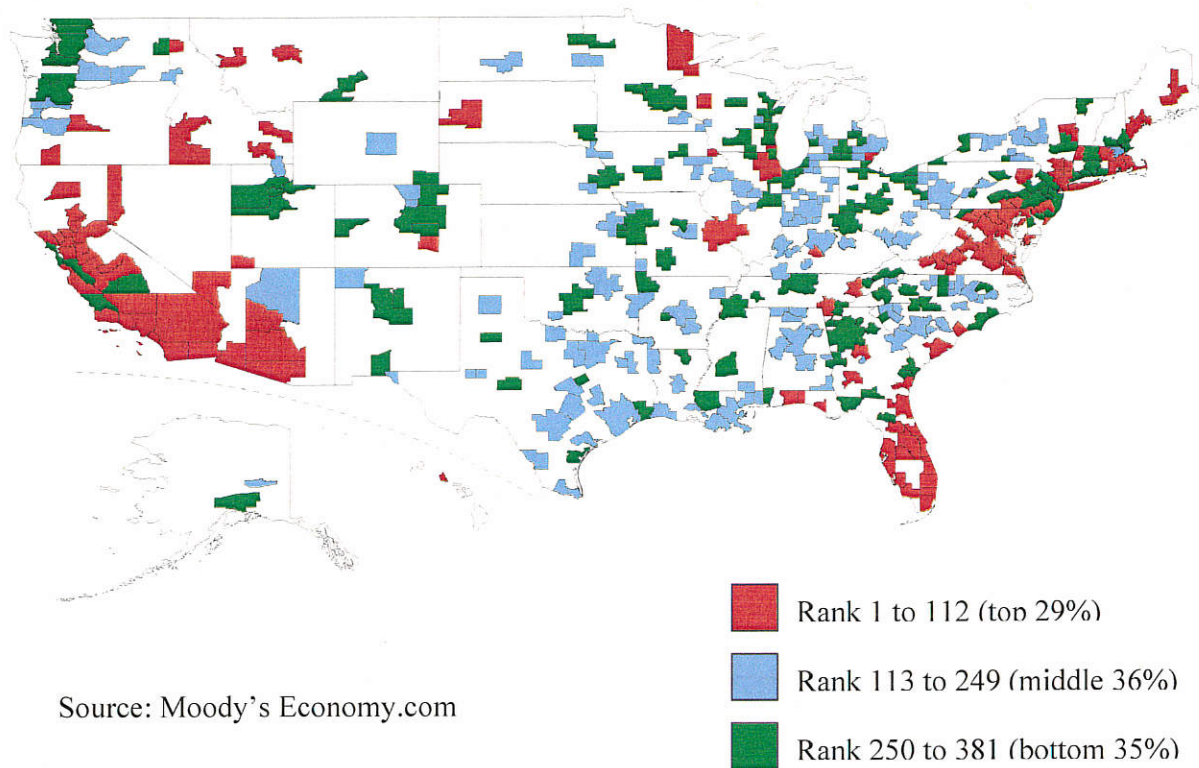 Rank 1 to 112 (top 29%)
Rank 113 to 249 (middle 36%)
Source: Moody's Economy.com
Rank 250 to 381 (bottom 35%